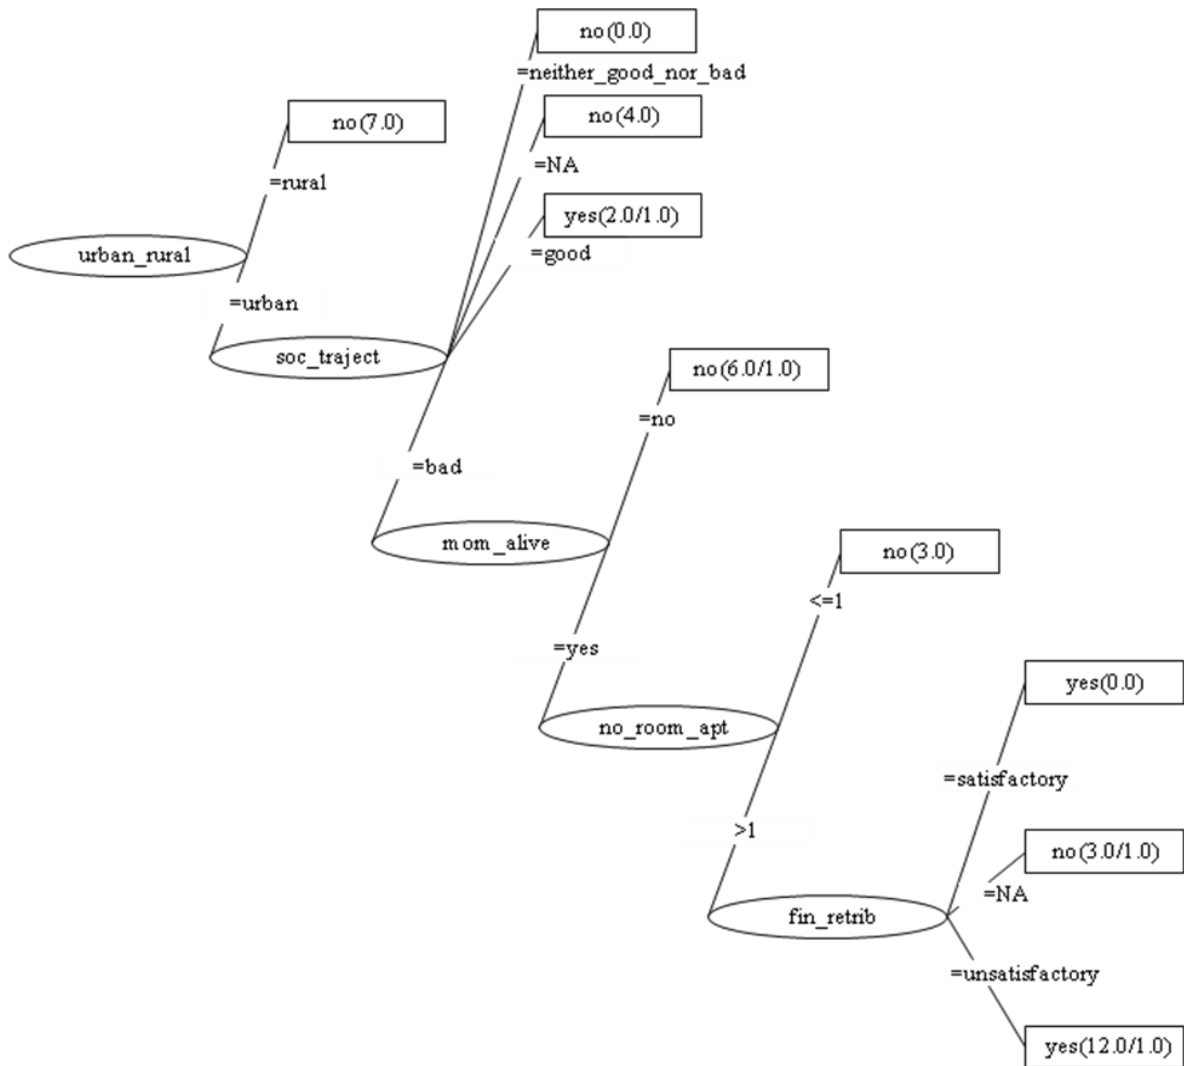 no(0.0)
=neither_good_nor_bad
no(7.0)
no(4.0)
=NA
=rural
yes(2.0/1.0)
=good
urban_rural
=urban
soc_traject
no(6.0/1.0)
=no
=bad
mom_alive
no(3.0)
<=1
=yes
yes(0.0)
no_room_apt
=satisfactory
>1
no(3.0/1.0)
=NA
fin_retrib
=unsatisfactory
yes(12.0/1.0)